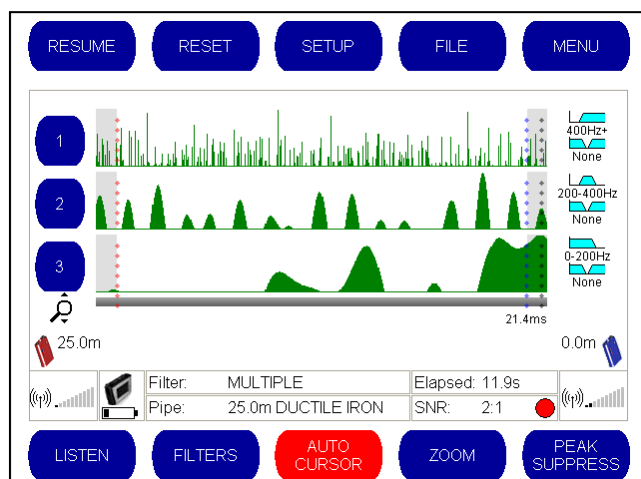 RESUME RESET SETUP FILE MENU
1
400Hz+
None
2
200-400Hz
None
3
0-200Hz
None
21.4ms
25.0m 0.0m
Filter: MULTIPLE Elapsed: 11.9s
Pipe: 25.0m DUCTILE IRON SNR: 2:1
LISTEN FILTERS AUTO CURSOR ZOOM PEAK SUPPRESS